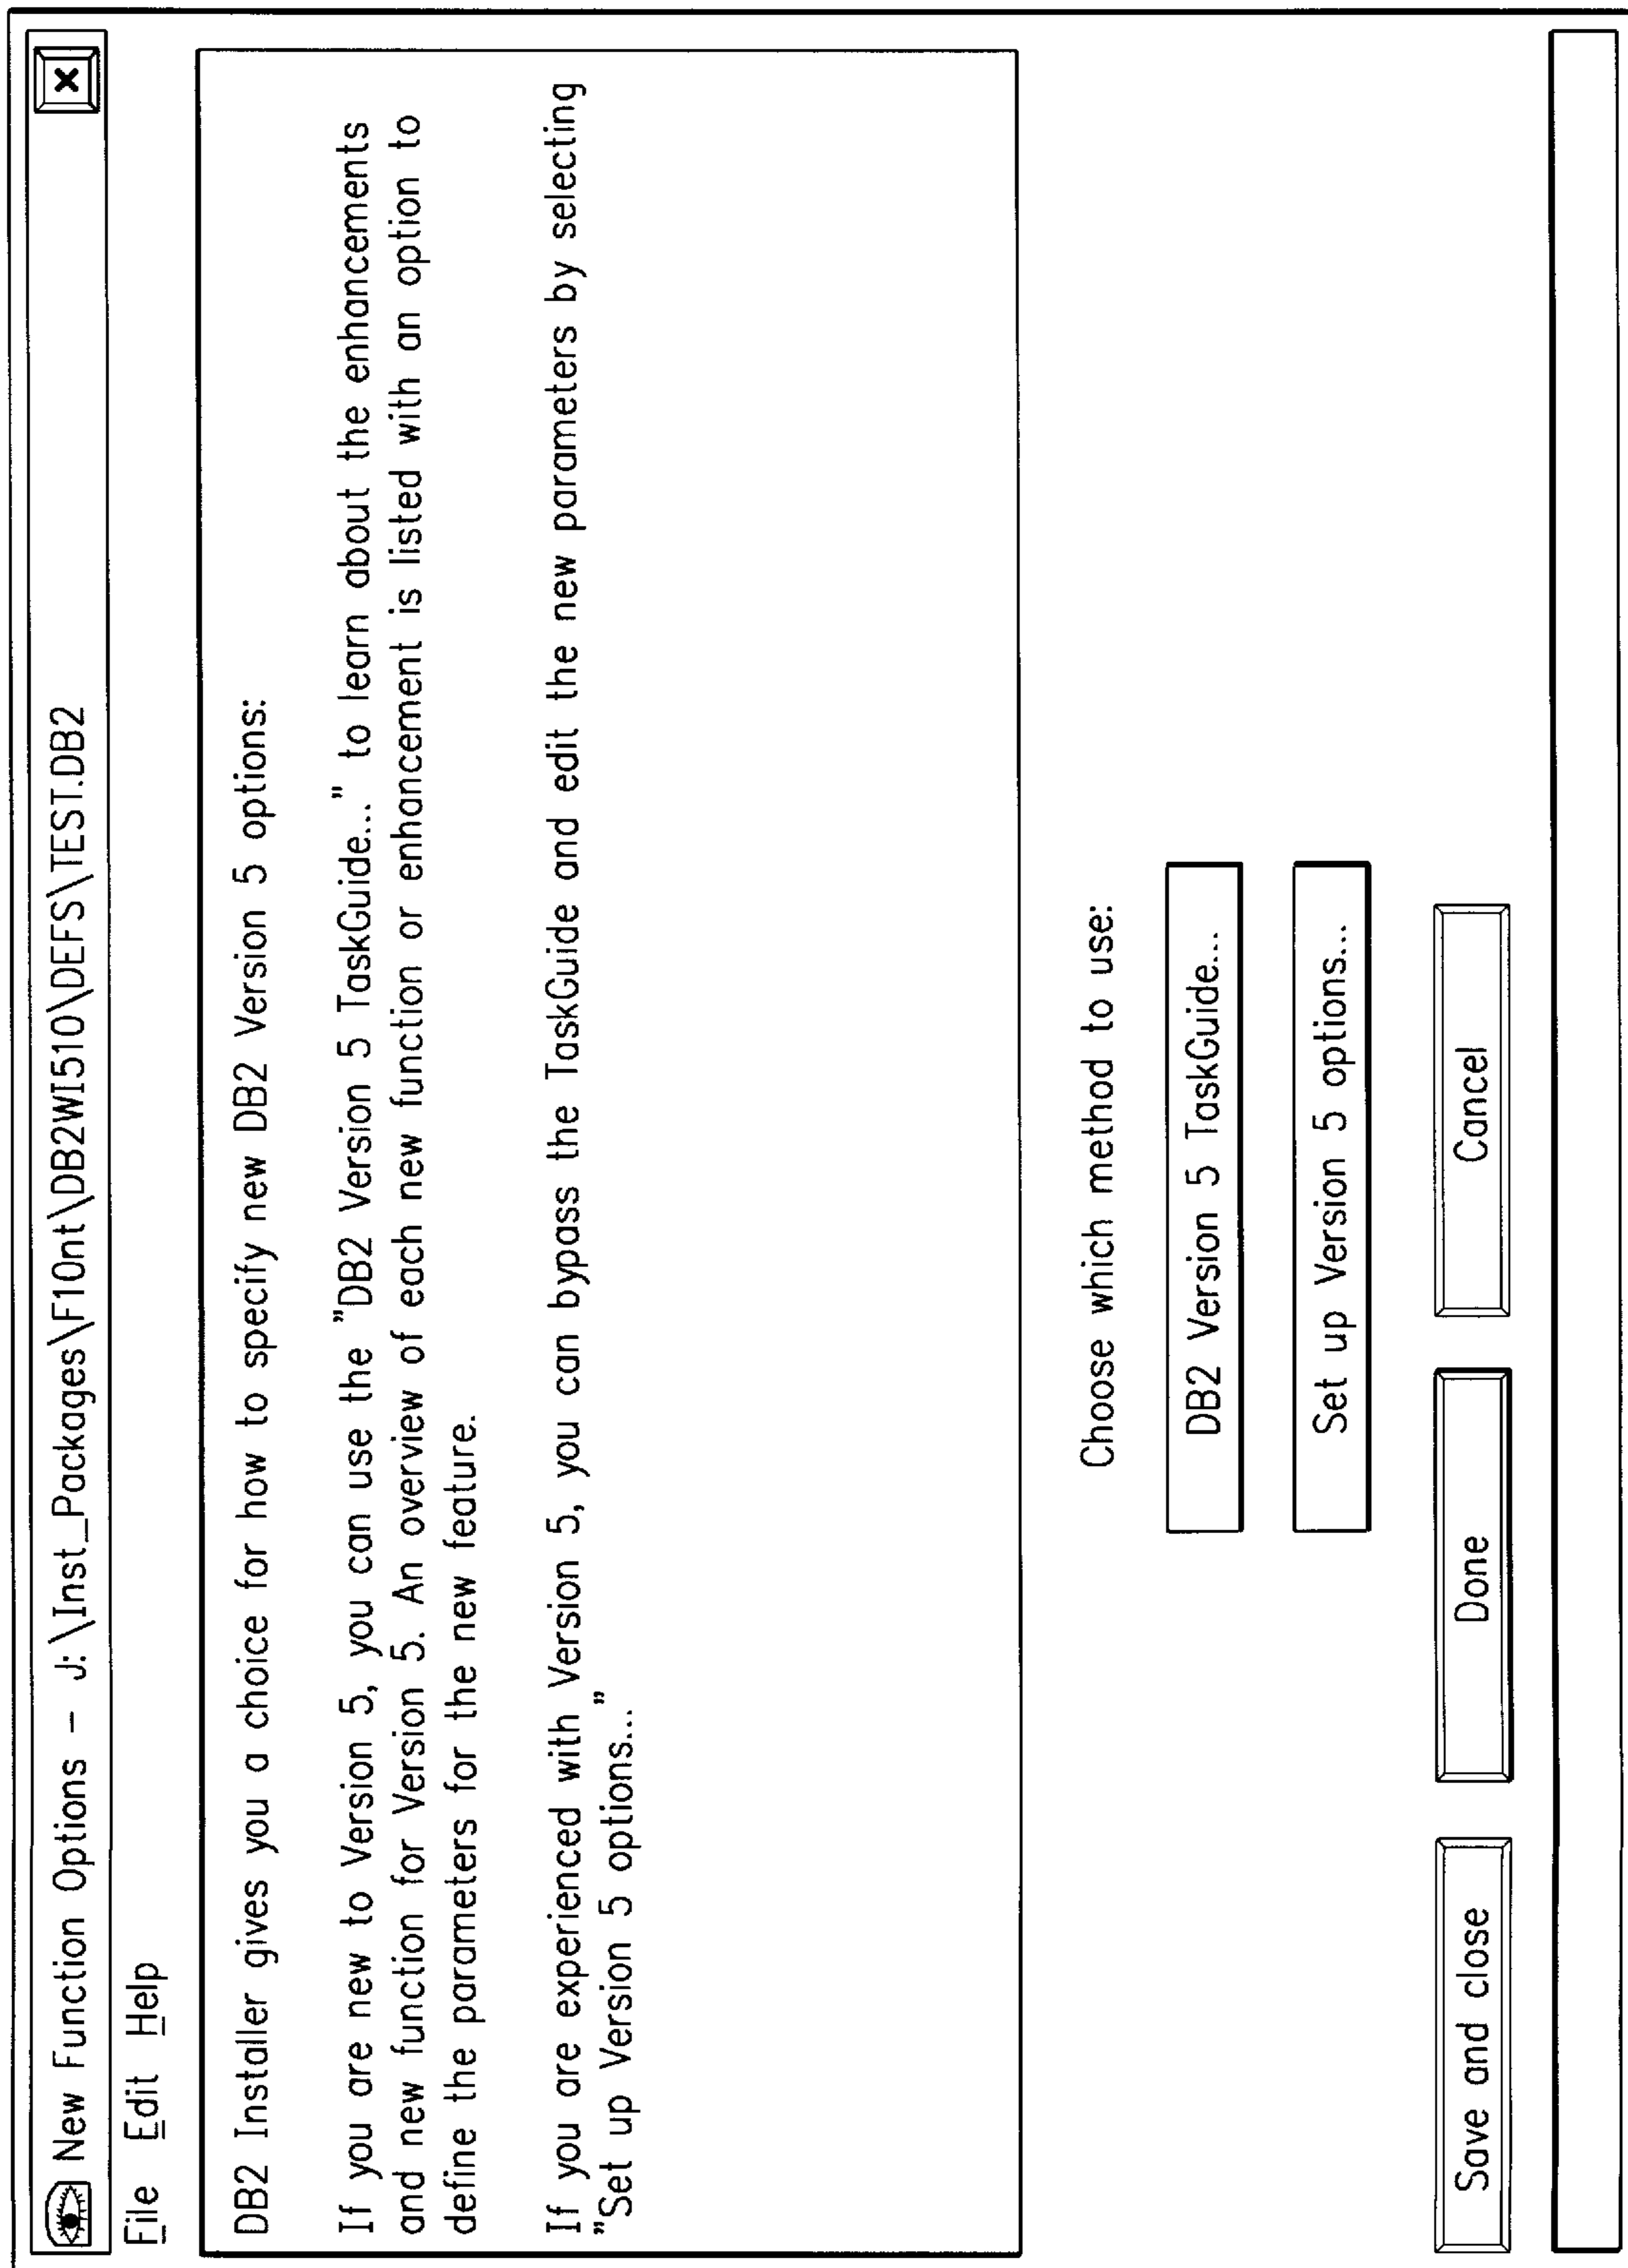 New Function Options – J:\Inst_Packages\F10nt\DB2WI510\DEFS\TEST.DB2
File Edit Help
DB2 Installer gives you a choice for how to specify new DB2 Version 5 options:
If you are new to Version 5, you can use the "DB2 Version 5 TaskGuide..." to learn about the enhancements
and new function for Version 5. An overview of each new function or enhancement is listed with an option to
define the parameters for the new feature.
If you are experienced with Version 5, you can bypass the TaskGuide and edit the new parameters by selecting
"Set up Version 5 options..."
Choose which method to use:
DB2 Version 5 TaskGuide...
Set up Version 5 options...
Save and close Done Cancel